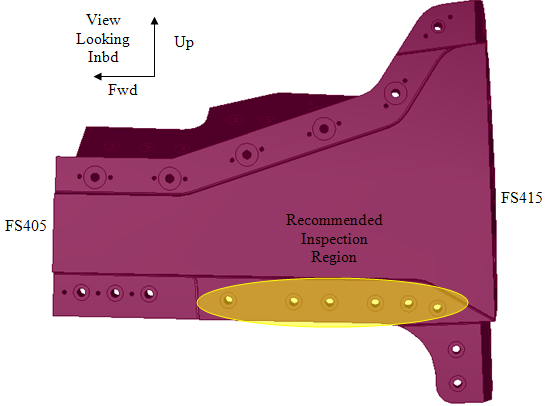 View
Looking
Inbd
Up
Fwd
FS405
Recommended
Inspection
Region
FS415